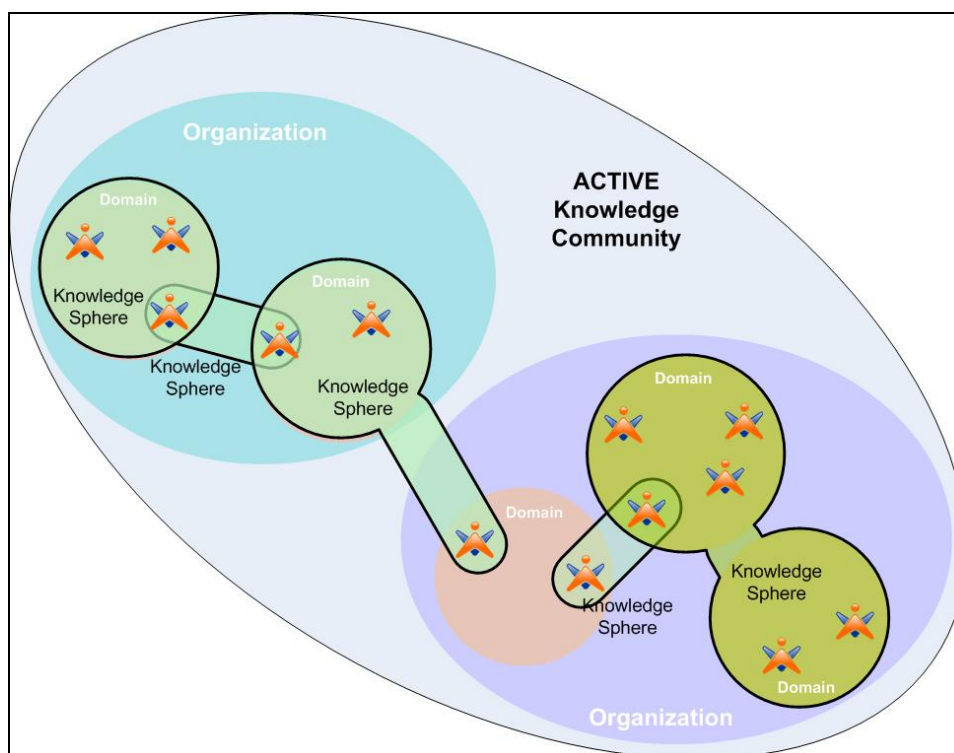 Organization
ACTIVE
Knowledge
Community
Domain
Knowledge
Sphere
Domain
Knowledge
Sphere
Knowledge
Sphere
Domain
Domain
Knowledge
Sphere
Knowledge
Sphere
Domain
Organization